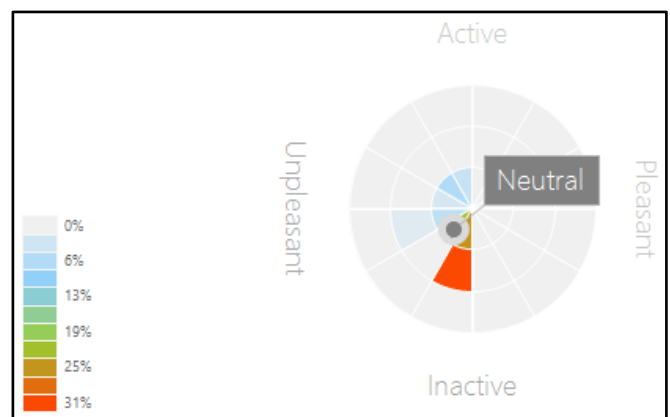 Active
Unpleasant
Neutral
Pleasant
0%
6%
13%
19%
25%
31%
Inactive